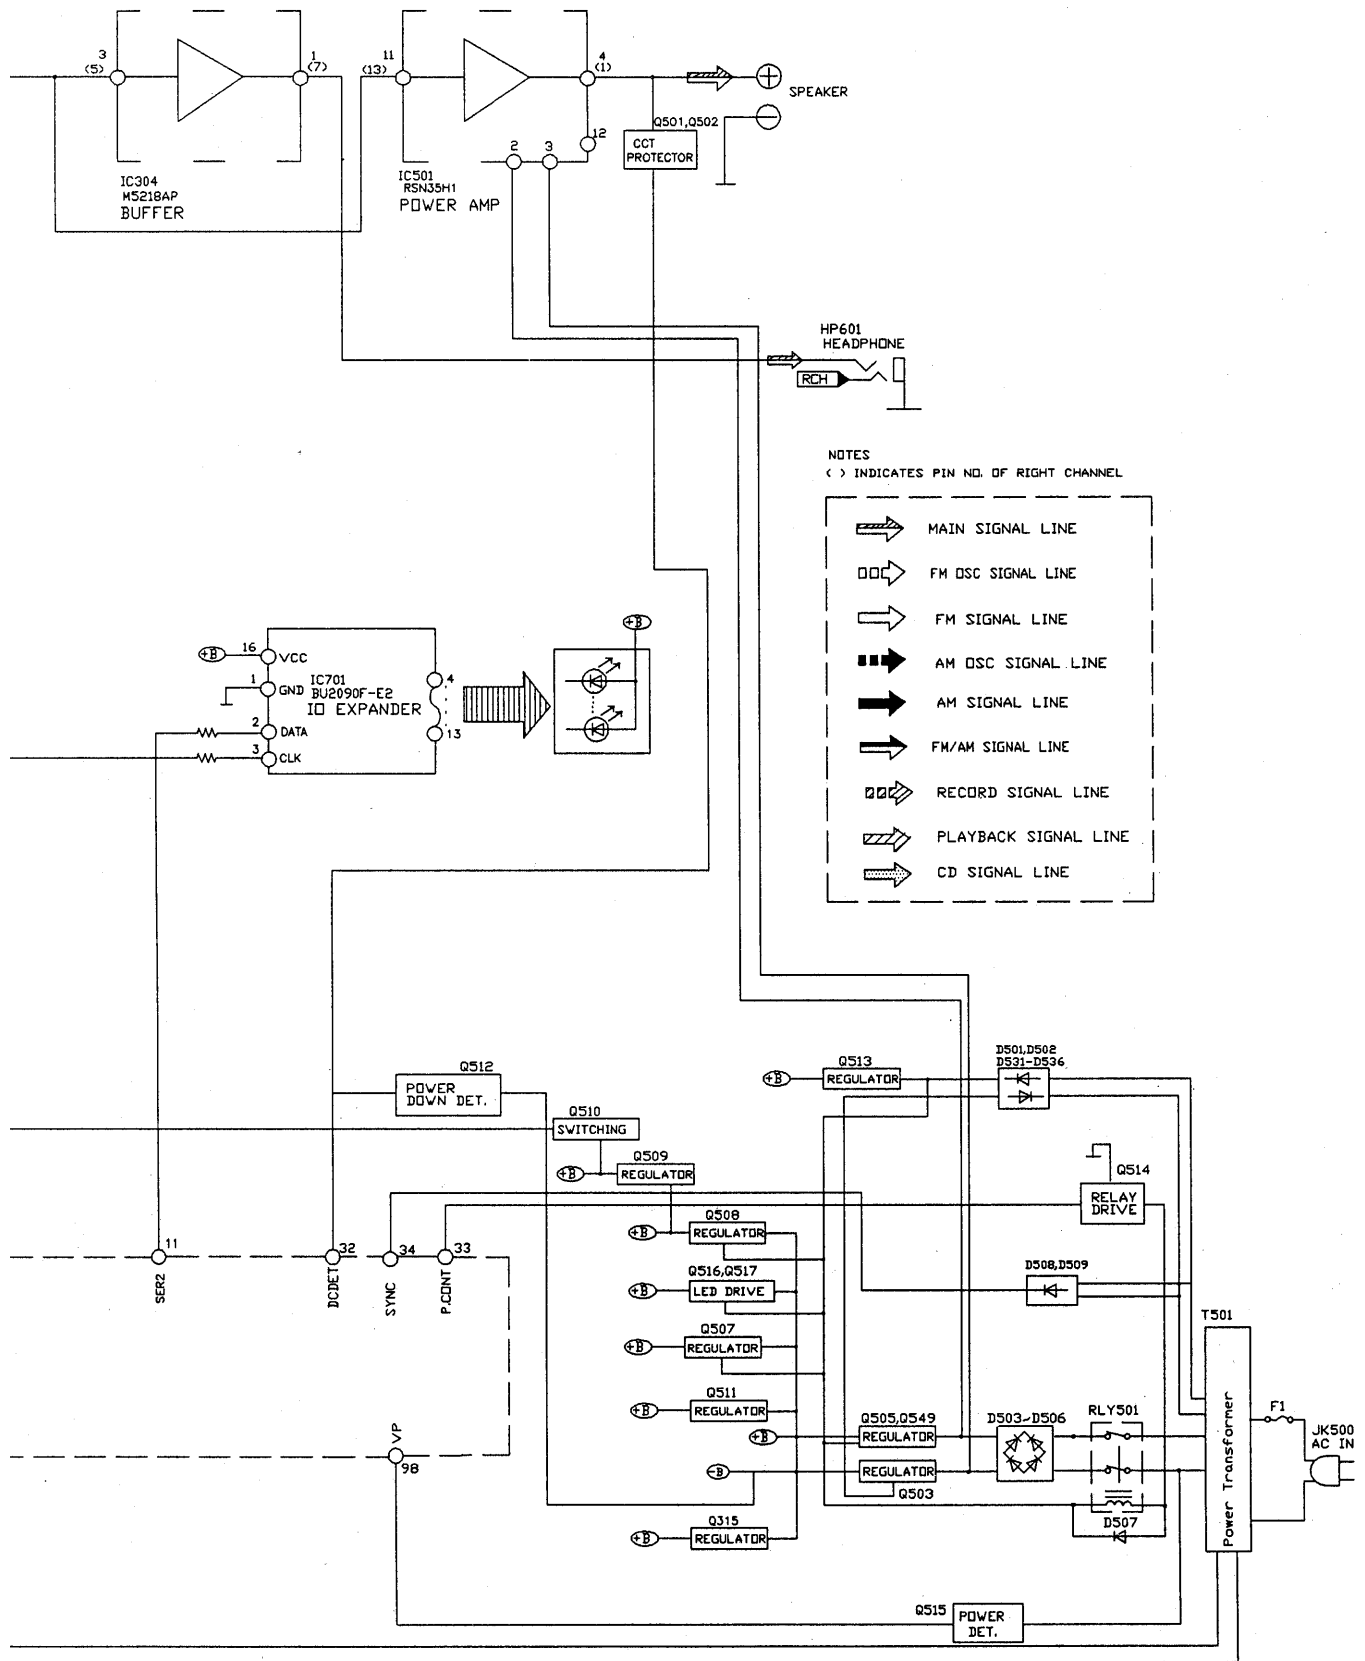 3
(5)
1
(7)
11
(13)
4
(1)
SPEAKER
Q501,Q502
CCT
PROTECTOR
12
2
3
IC304
M5218AP
BUFFER
IC501
RSN35H1
POWER AMP
HP601
HEADPHONE
RCH
NOTES
( ) INDICATES PIN NO. OF RIGHT CHANNEL
MAIN SIGNAL LINE
FM OSC SIGNAL LINE
FM SIGNAL LINE
AM OSC SIGNAL LINE
AM SIGNAL LINE
FM/AM SIGNAL LINE
RECORD SIGNAL LINE
PLAYBACK SIGNAL LINE
CD SIGNAL LINE
+B
16
VCC
1
GND
2
DATA
3
CLK
IC701
BU2090F-E2
IO EXPANDER
4
13
+B
Q512
POWER
DOWN DET.
Q510
SWITCHING
+B
Q509
REGULATOR
+B
Q513
REGULATOR
D501,D502
D531-D536
Q514
RELAY
DRIVE
+B
Q508
REGULATOR
11
SER2
32
DCDET
34
SYNC
33
P.CONT
+B
Q516,Q517
LED DRIVE
D508,D509
+B
Q507
REGULATOR
T501
Power Transformer
+B
Q511
REGULATOR
+B
Q505,Q549
REGULATOR
D503~D506
RLY501
F1
JK500
AC IN
VP
98
-B
REGULATOR
Q503
D507
+B
Q315
REGULATOR
Q515
POWER
DET.